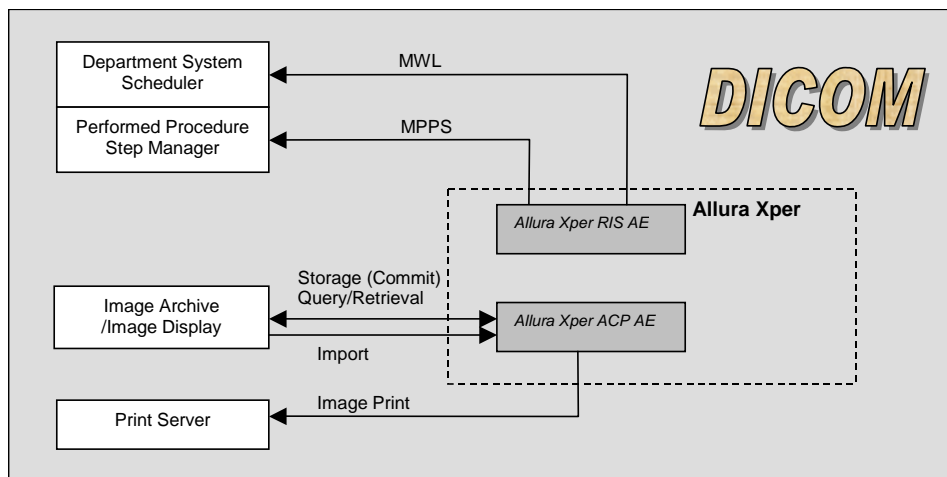 Department System
Scheduler
MWL
DICOM
Performed Procedure
Step Manager
MPPS
Allura Xper
Allura Xper RIS AE
Storage (Commit)
Query/Retrieval
Image Archive
/Image Display
Allura Xper ACP AE
Import
Image Print
Print Server